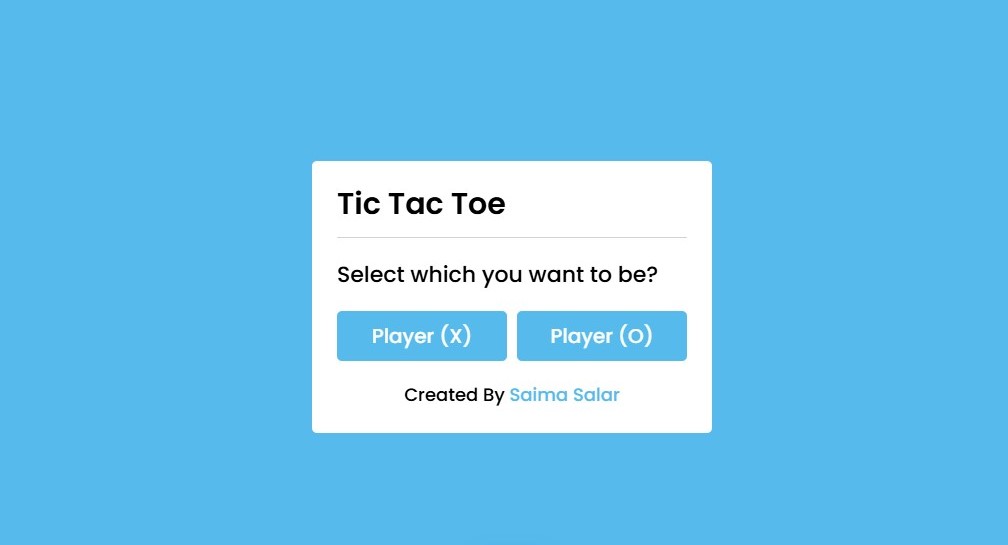 Tic Tac Toe
Select which you want to be?
Player (X) Player (O)
Created By Saima Salar